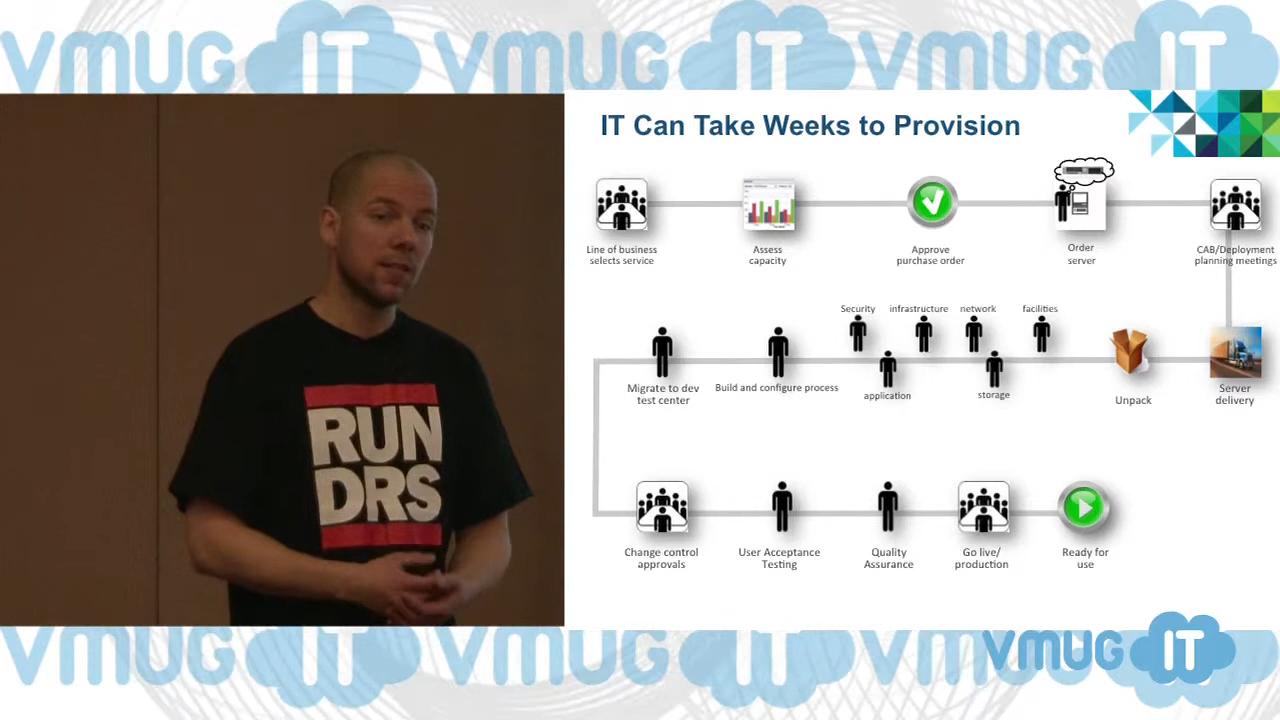 vmug IT vmug IT vmug IT
IT Can Take Weeks to Provision
Line of business
selects service
Assess
capacity
Approve
purchase order
Order
server
CAB/Deployment
planning meetings
Security
infrastructure
network
facilities
Migrate to dev
test center
Build and configure process
application
storage
Unpack
Server
delivery
RUN
DRS
Change control
approvals
User Acceptance
Testing
Quality
Assurance
Go live/
production
Ready for
use
vmug IT vmug IT vmug IT
vmug IT